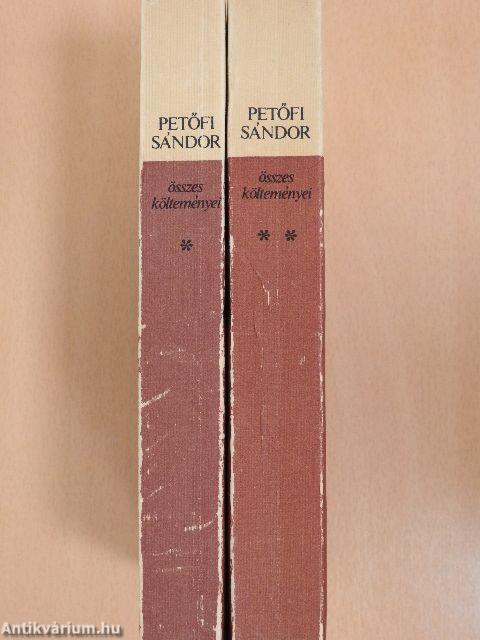 PETŐFI
SÁNDOR
összes
költeményei
*
PETŐFI
SÁNDOR
összes
költeményei
* *
Antikvárium.hu